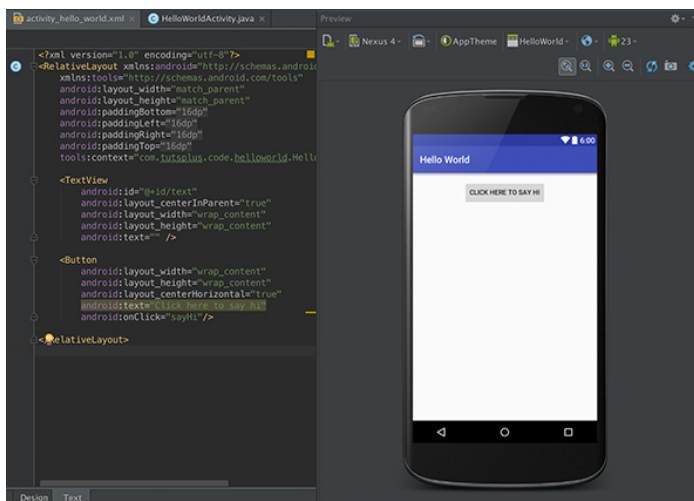 activity_hello_world.xml × HelloWorldActivity.java ×
<?xml version="1.0" encoding="utf-8"?>
<RelativeLayout xmlns:android="http://schemas.androi
xmlns:tools="http://schemas.android.com/tools"
android:layout_width="match_parent"
android:layout_height="match_parent"
android:paddingBottom="16dp"
android:paddingLeft="16dp"
android:paddingRight="16dp"
android:paddingTop="16dp"
tools:context="com.tutsplus.code.helloworld.Hell
<TextView
android:id="@+id/text"
android:layout_centerInParent="true"
android:layout_width="wrap_content"
android:layout_height="wrap_content"
android:text="" />
<Button
android:layout_width="wrap_content"
android:layout_height="wrap_content"
android:layout_centerHorizontal="true"
android:text="Click here to say hi"
android:onClick="sayHi"/>
RelativeLayout>
Design Text
Preview
Nexus 4 AppTheme HelloWorld 23
6:00
Hello World
CLICK HERE TO SAY HI